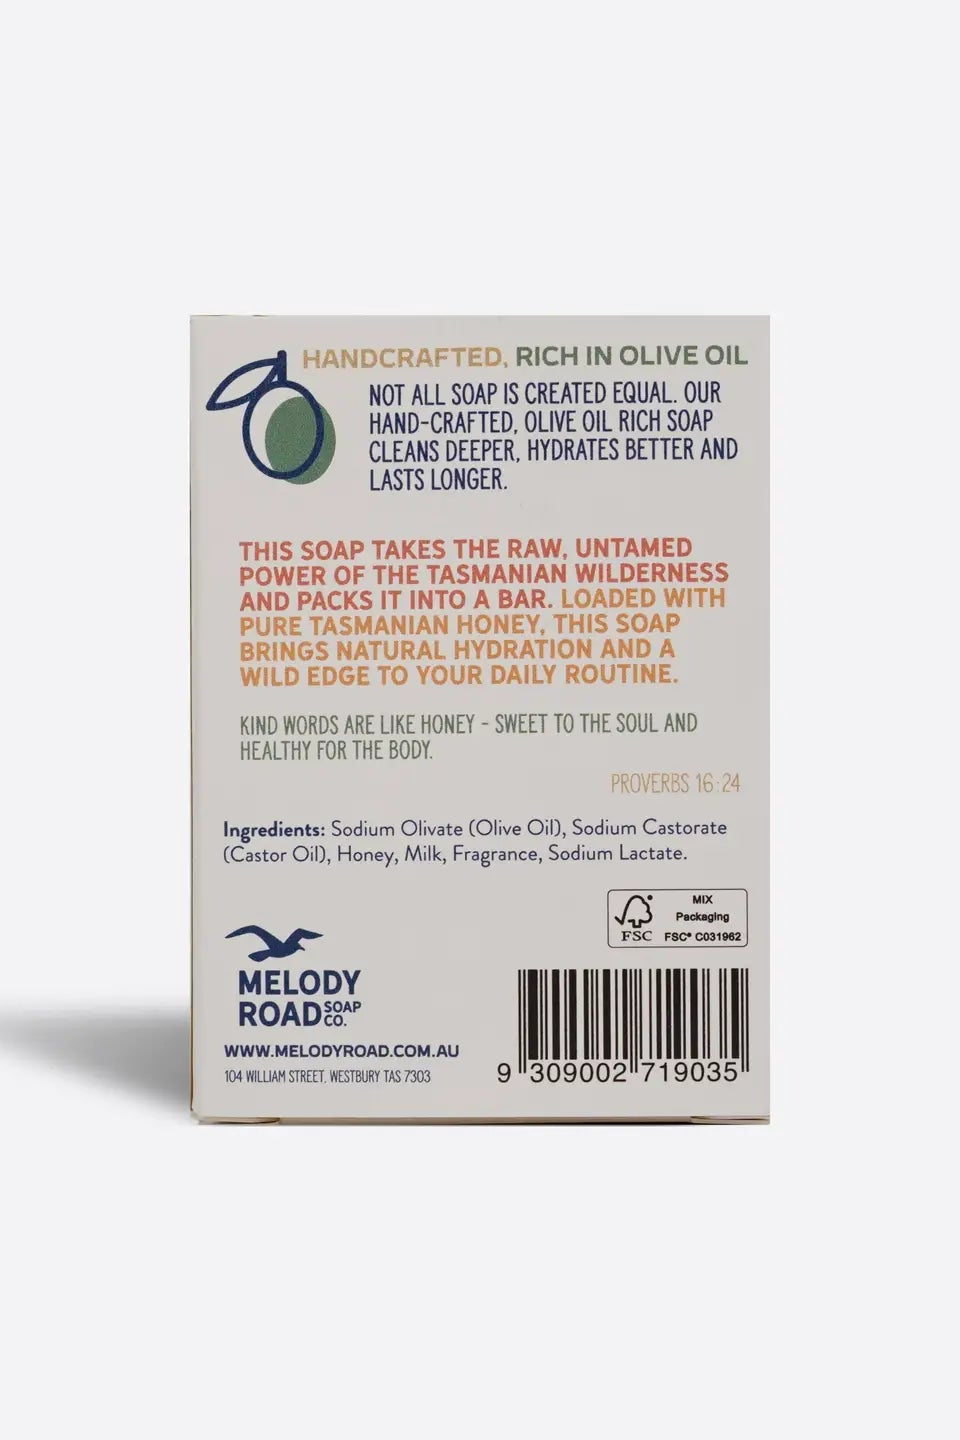 HANDCRAFTED, RICH IN OLIVE OIL
NOT ALL SOAP IS CREATED EQUAL. OUR
HAND-CRAFTED, OLIVE OIL RICH SOAP
CLEANS DEEPER, HYDRATES BETTER AND
LASTS LONGER.
THIS SOAP TAKES THE RAW, UNTAMED
POWER OF THE TASMANIAN WILDERNESS
AND PACKS IT INTO A BAR. LOADED WITH
PURE TASMANIAN HONEY, THIS SOAP
BRINGS NATURAL HYDRATION AND A
WILD EDGE TO YOUR DAILY ROUTINE.
KIND WORDS ARE LIKE HONEY - SWEET TO THE SOUL AND
HEALTHY FOR THE BODY.
PROVERBS 16:24
Ingredients: Sodium Olivate (Olive Oil), Sodium Castorate
(Castor Oil), Honey, Milk, Fragrance, Sodium Lactate.
MIX
Packaging
FSC FSC® C031962
MELODY
ROAD SOAP CO.
WWW.MELODYROAD.COM.AU
104 WILLIAM STREET, WESTBURY TAS 7303
9 309002 719035